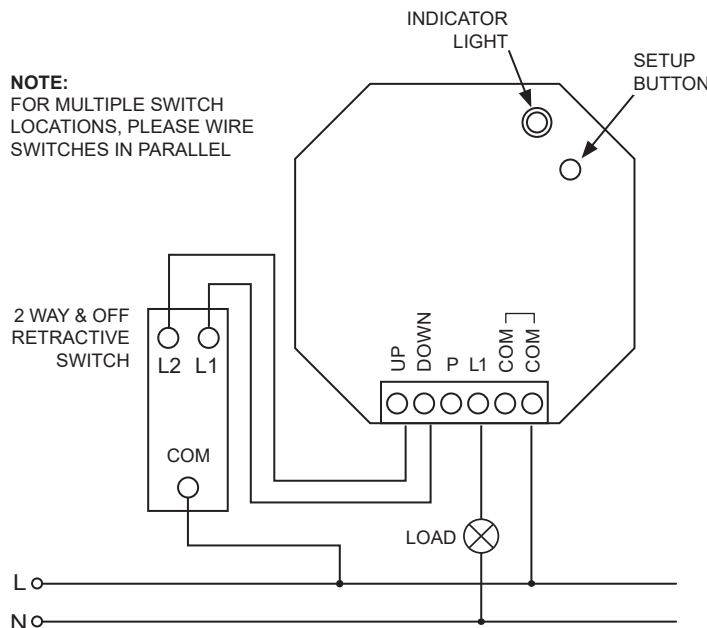 INDICATOR
LIGHT
SETUP
BUTTON
NOTE:
FOR MULTIPLE SWITCH
LOCATIONS, PLEASE WIRE
SWITCHES IN PARALLEL
2 WAY & OFF
RETRACTIVE
SWITCH
L2 L1
COM
UP
DOWN
P
L1
COM
COM
LOAD
L
N